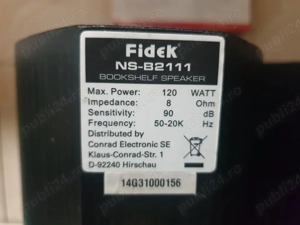 Fidek®
NS-B2111
BOOKSHELF SPEAKER
Max. Power: 120 WATT
Impedance: 8 Ohm
Sensitivity: 90 dB
Frequency: 50-20K Hz
Distributed by
Conrad Electronic SE
Klaus-Conrad-Str. 1
D-92240 Hirschau
14G31000156